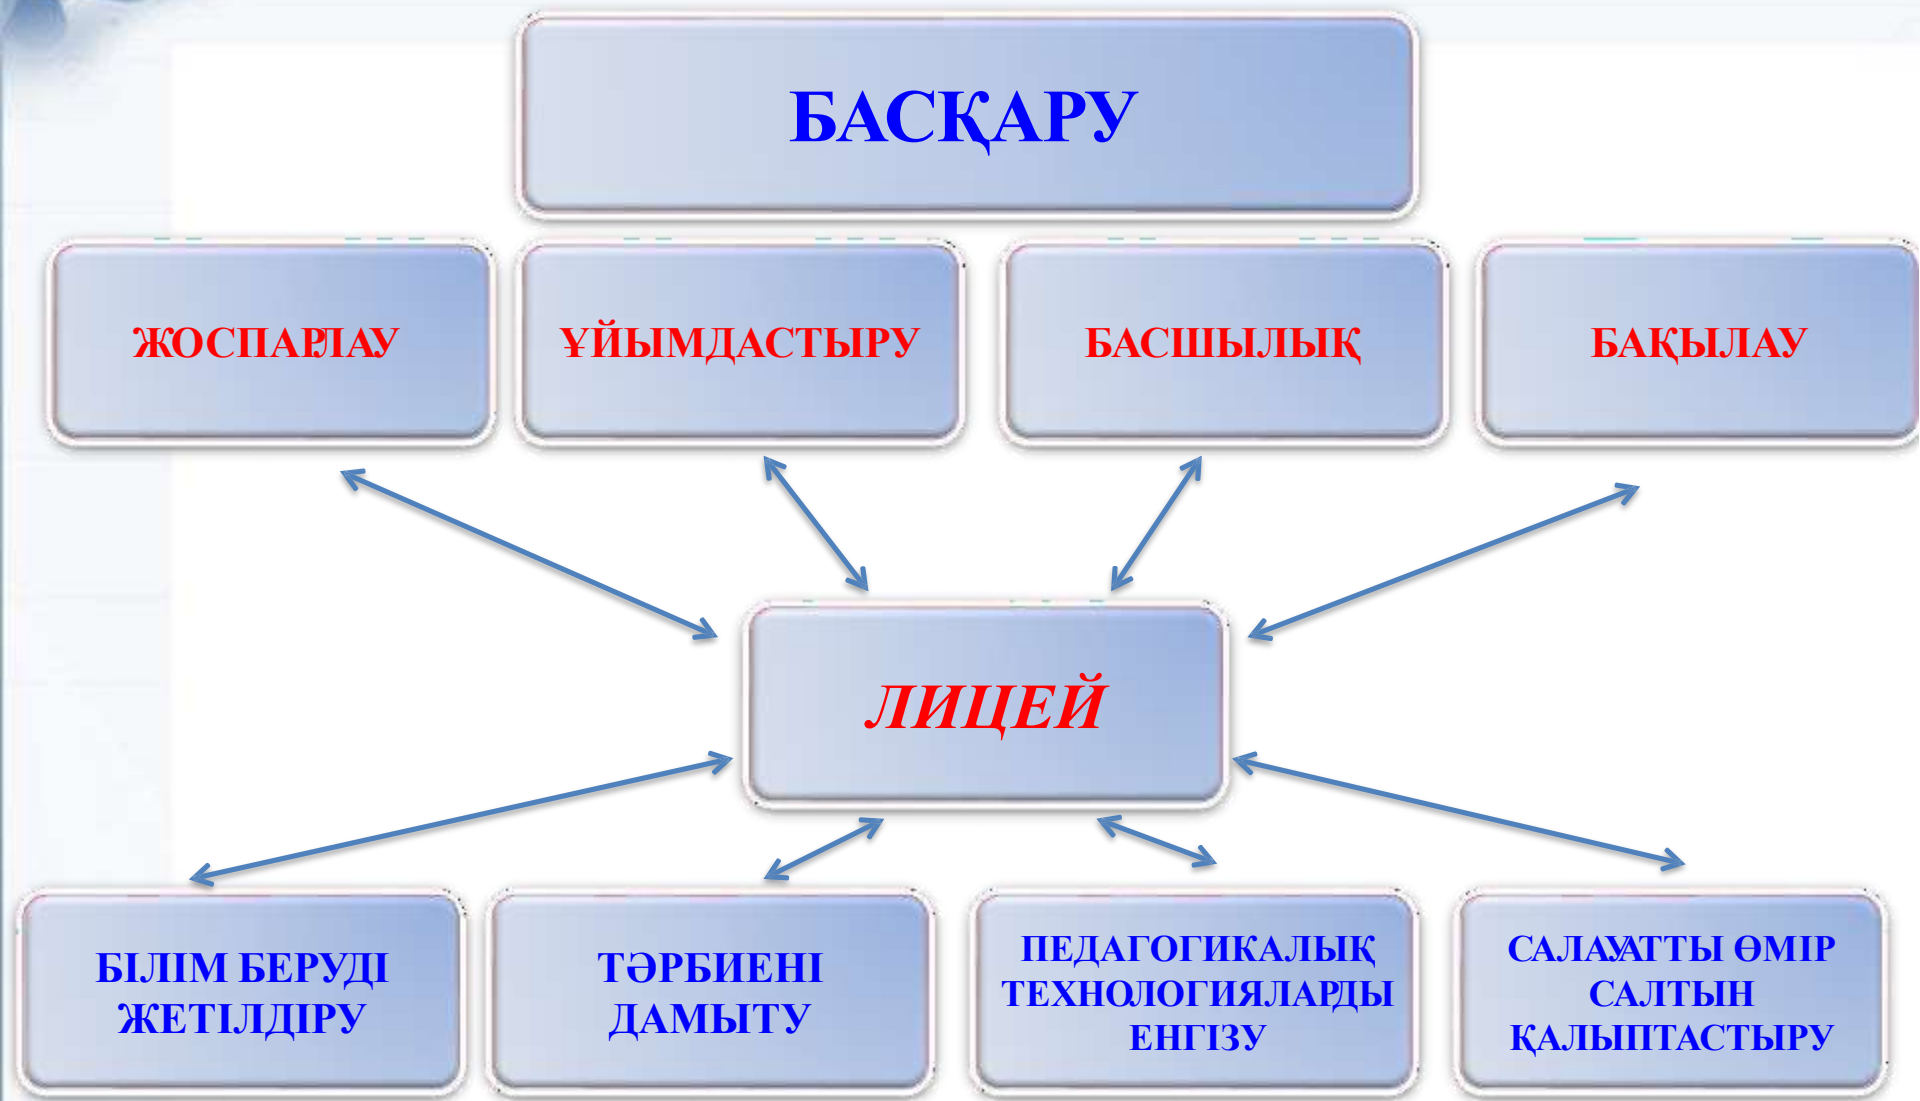 БАСҚАРУ
ЖОСПАРЛАУ
ҰЙЫМДАСТЫРУ
БАСШЫЛЫҚ
БАҚЫЛАУ
ЛИЦЕЙ
БІЛІМ БЕРУДІ
ЖЕТІЛДІРУ
ТӘРБИЕНІ
ДАМЫТУ
ПЕДАГОГИКАЛЫҚ
ТЕХНОЛОГИЯЛАРДЫ
ЕНГІЗУ
САЛАУАТТЫ ӨМІР
САЛТЫН
ҚАЛЫПТАСТЫРУ